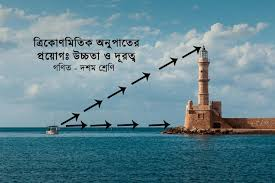 ত্রিকোণমিতিক অনুপাতের
প্রয়োগঃ উচ্চতা ও দূরত্ব
গণিত - দশম শ্রেণি